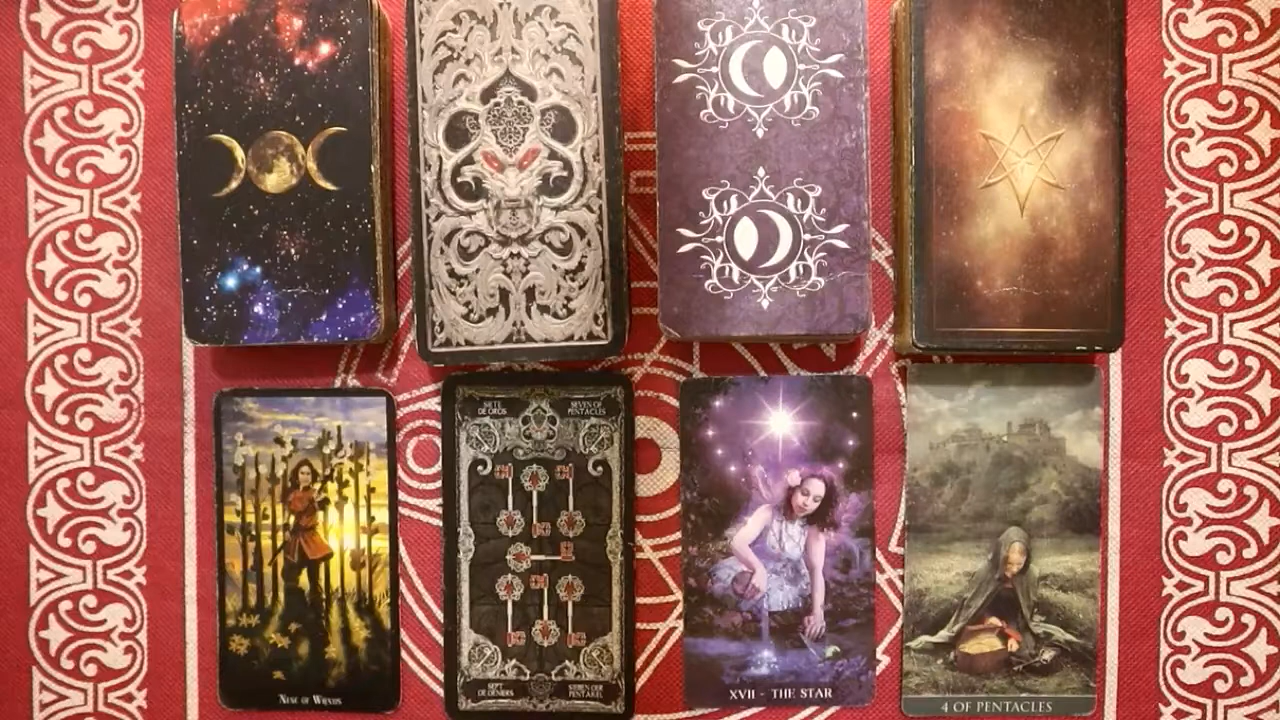 SIETE
DE OROS
SEVEN OF
PENTACLES
SEPT
DE DENIERS
SIEBEN DER
PENTAKEL
Nine of Wands
XVII - THE STAR
4 OF PENTACLES